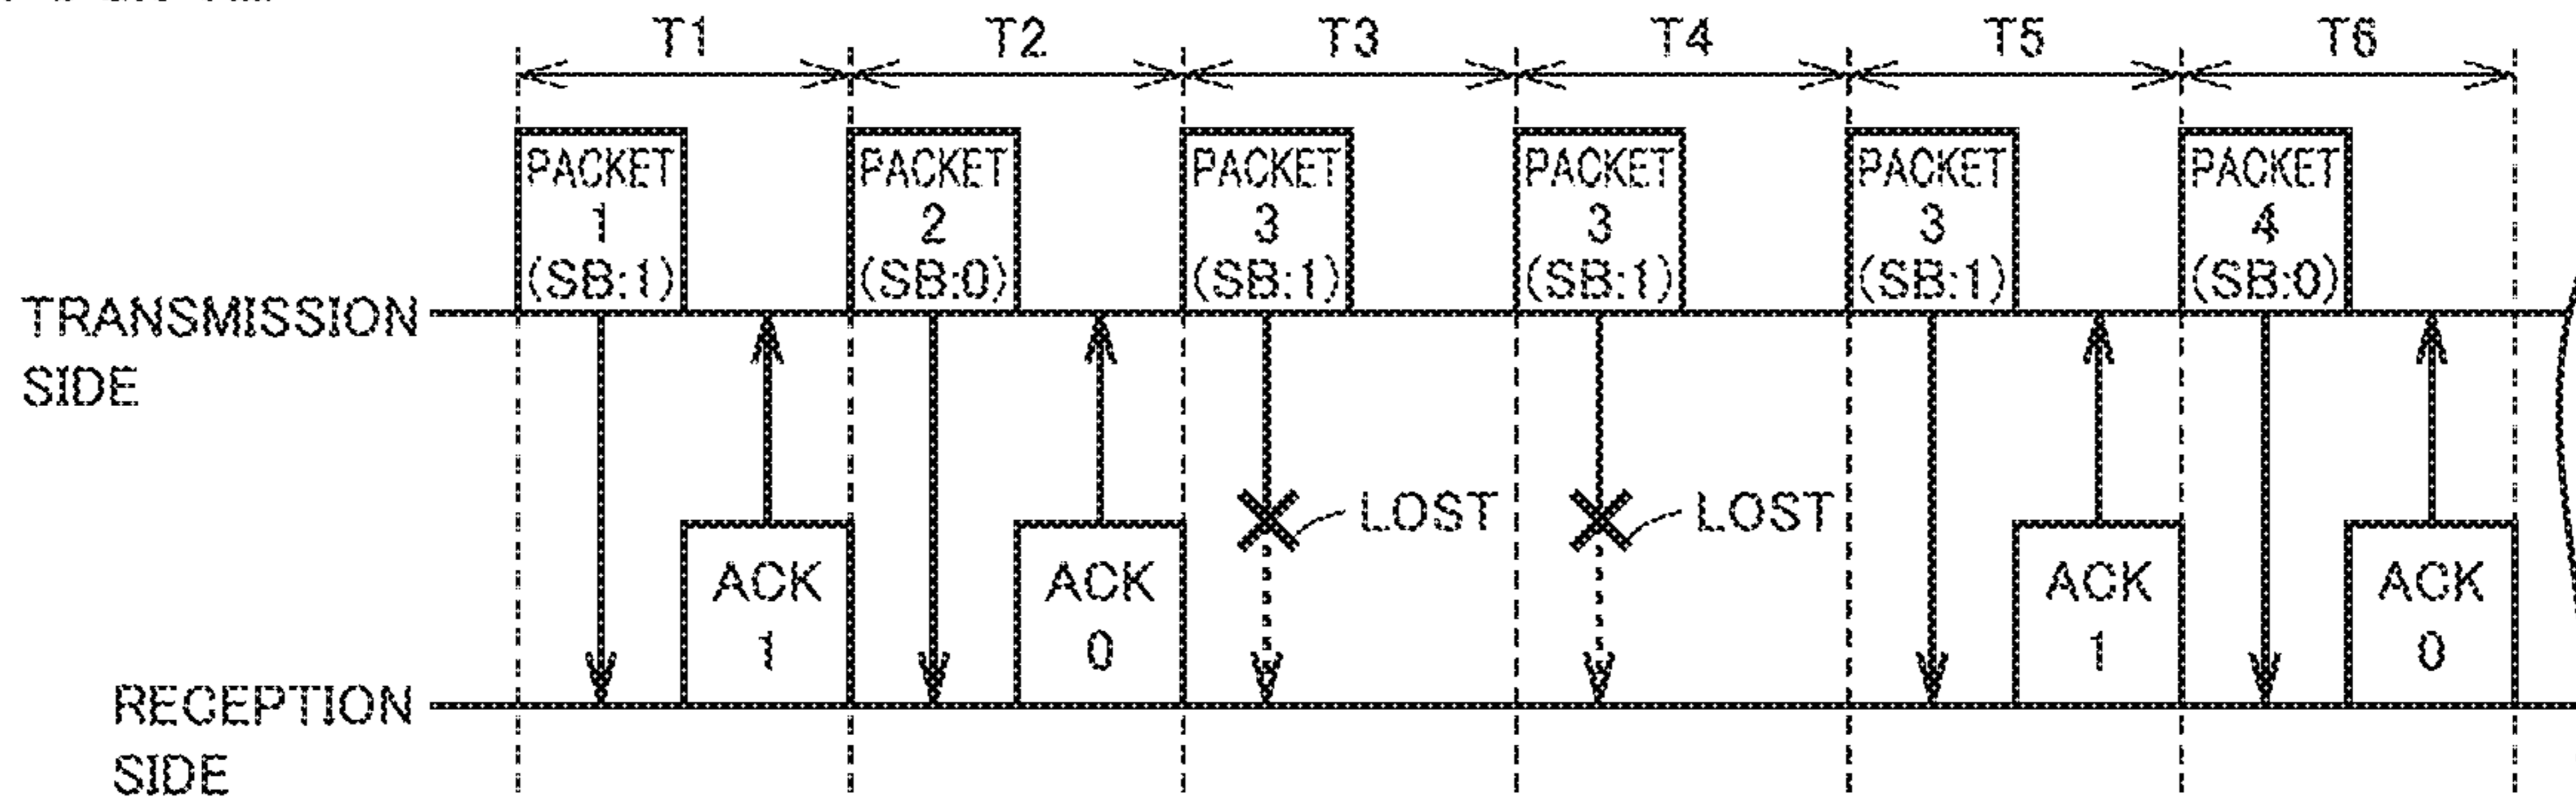 T1 T2 T3 T4 T5 T6
PACKET PACKET PACKET PACKET PACKET PACKET
1 2 3 3 3 4
(SB:1) (SB:0) (SB:1) (SB:1) (SB:1) (SB:0)
TRANSMISSION
SIDE
LOST LOST
ACK ACK ACK ACK
1 0 1 0
RECEPTION
SIDE